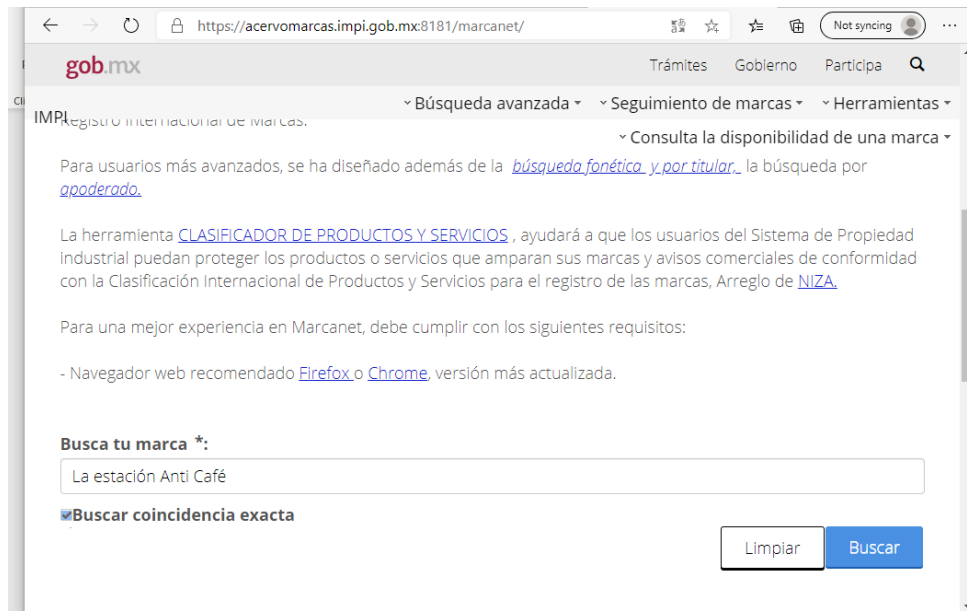 https://acervomarcas.impi.gob.mx:8181/marcanet/
Not syncing
gob.mx
Trámites Gobierno Participa
Búsqueda avanzada Seguimiento de marcas Herramientas
IMPI
Registro Internacional de Marcas.
Consulta la disponibilidad de una marca
Para usuarios más avanzados, se ha diseñado además de la búsqueda fonética y por titular, la búsqueda por
apoderado.
La herramienta CLASIFICADOR DE PRODUCTOS Y SERVICIOS , ayudará a que los usuarios del Sistema de Propiedad
industrial puedan proteger los productos o servicios que amparan sus marcas y avisos comerciales de conformidad
con la Clasificación Internacional de Productos y Servicios para el registro de las marcas, Arreglo de NIZA.
Para una mejor experiencia en Marcanet, debe cumplir con los siguientes requisitos:
- Navegador web recomendado Firefox o Chrome, versión más actualizada.
Busca tu marca *:
La estación Anti Café
Buscar coincidencia exacta
Limpiar Buscar